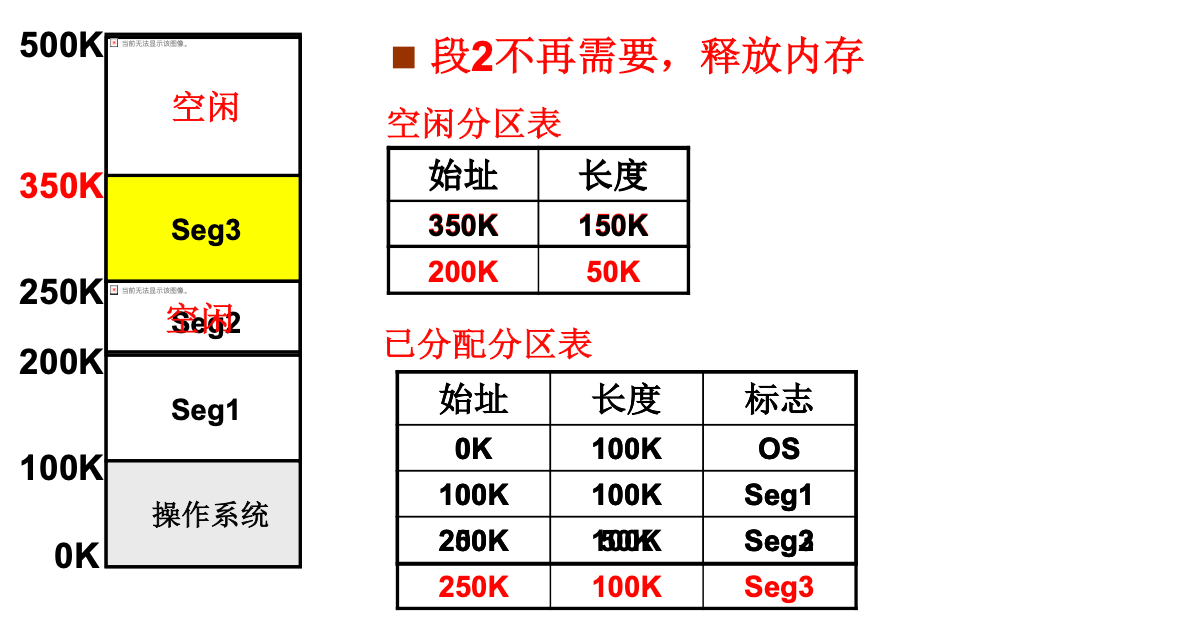 段2不再需要，释放内存
500K
当前无法显示该图像。
空闲
350K
Seg3
250K
当前无法显示该图像。
空闲
Seg2
200K
Seg1
100K
操作系统
0K
空闲分区表
始址 长度
350K 150K
200K 50K
已分配分区表
始址 长度 标志
0K 100K OS
100K 100K Seg1
250K 100K Seg3